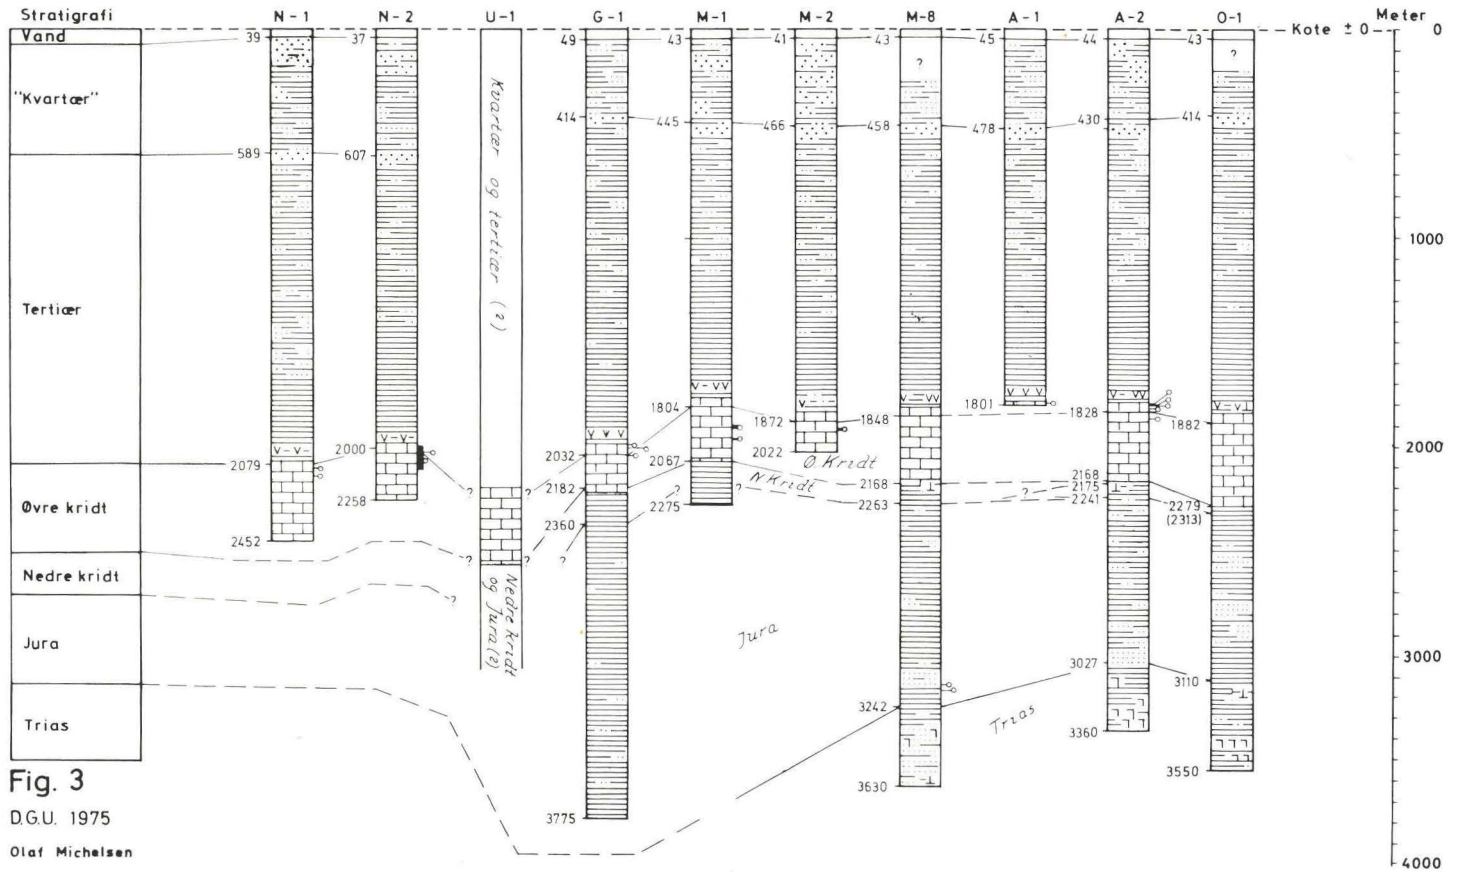 Stratigrafi N-1 N-2 U-1 G-1 M-1 M-2 M-8 A-1 A-2 O-1 Meter
Vand 39 37 49 43 41 43 45 44 43 Kote ± 0 0
?
"Kvartær"
414 445 466 458 478 430 414
589 607
Kvartær og tertiær (?)
1000
Tertiær
V-VV V V V V-VV
V-- V--VV V-V⊥
1804 1872 1848 1801 1828 1882
V-V- V V V
V-V-
2079 2000 2032 2067 2022 2000
Ø. Kridt
N Kridt
2182 2168 2168
? ? ? ? ? 2175
2258 2275 2263 2241 2279
(2313)
Øvre kridt
2360
2452
? ? ?
Nedre kridt
Nedre kridt
og Jura (?)
?
Jura
Jura
3000
3027
3110
Trias
3242
Trias
3360
3550
3630
3775
4000
Fig. 3
D.G.U. 1975
Olaf Michelsen